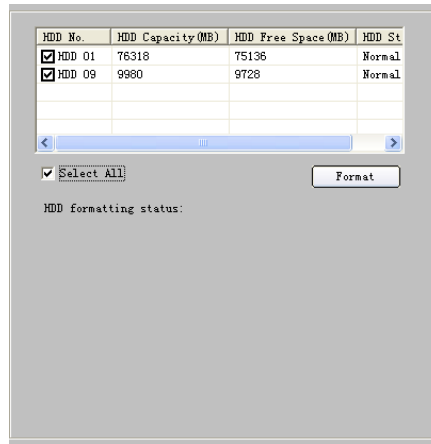 HDD No. HDD Capacity(MB) HDD Free Space(MB) HDD St
HDD 01 76318 75136 Normal
HDD 09 9980 9728 Normal
Select All Format
HDD formatting status: